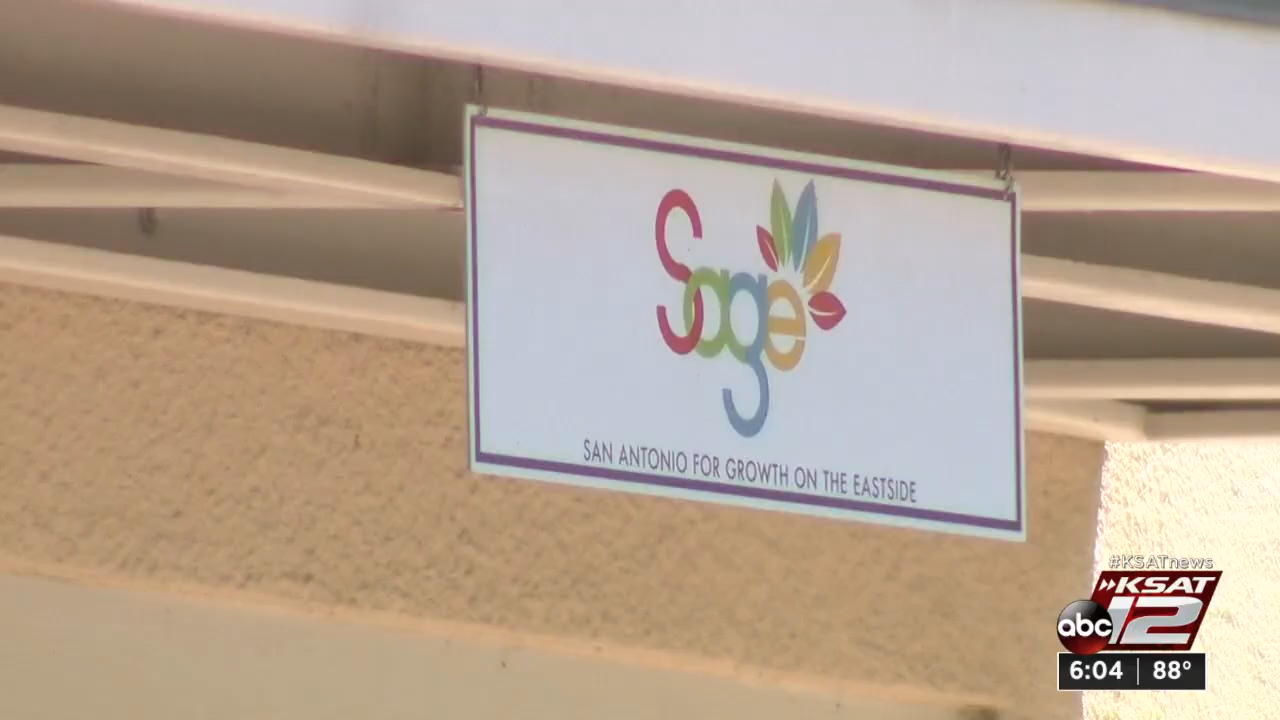 Sage
SAN ANTONIO FOR GROWTH ON THE EASTSIDE
#KSATnews
KSAT
abc 12
6:04 88°